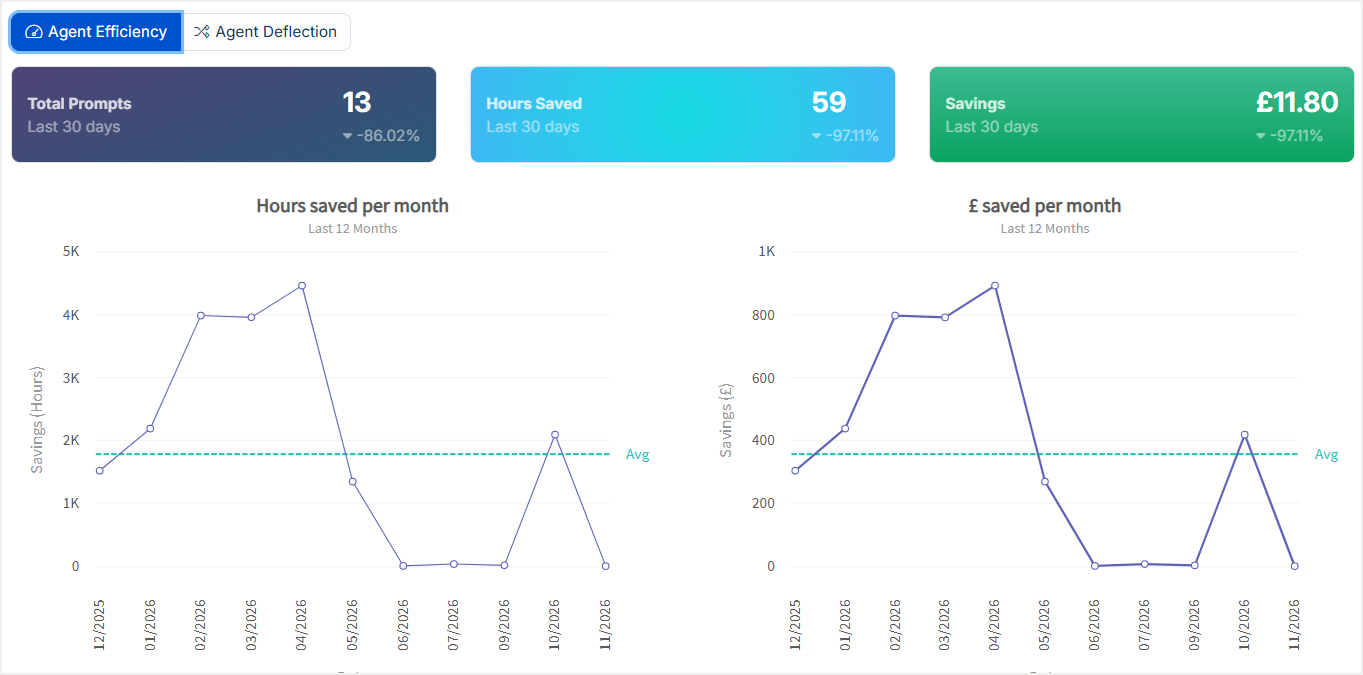 Agent Efficiency
Agent Deflection
Total Prompts
Last 30 days
13
-86.02%
Hours Saved
Last 30 days
59
-97.11%
Savings
Last 30 days
£11.80
-97.11%
Hours saved per month
Last 12 Months
5K
4K
3K
2K
1K
0
Savings (Hours)
Avg
12/2025
01/2026
02/2026
03/2026
04/2026
05/2026
06/2026
07/2026
09/2026
10/2026
11/2026
£ saved per month
Last 12 Months
1K
800
600
400
200
0
Savings (£)
Avg
12/2025
01/2026
02/2026
03/2026
04/2026
05/2026
06/2026
07/2026
09/2026
10/2026
11/2026